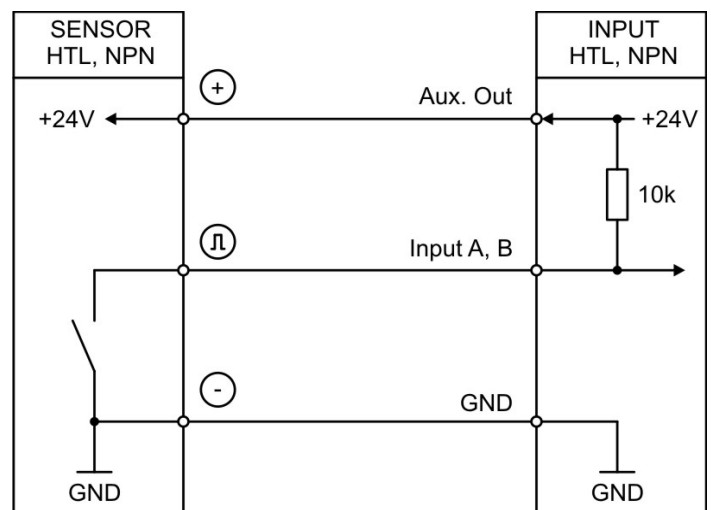 SENSOR
HTL, NPN
INPUT
HTL, NPN
+
Aux. Out
+24V
+24V
10k
Input A, B
-
GND
GND
GND